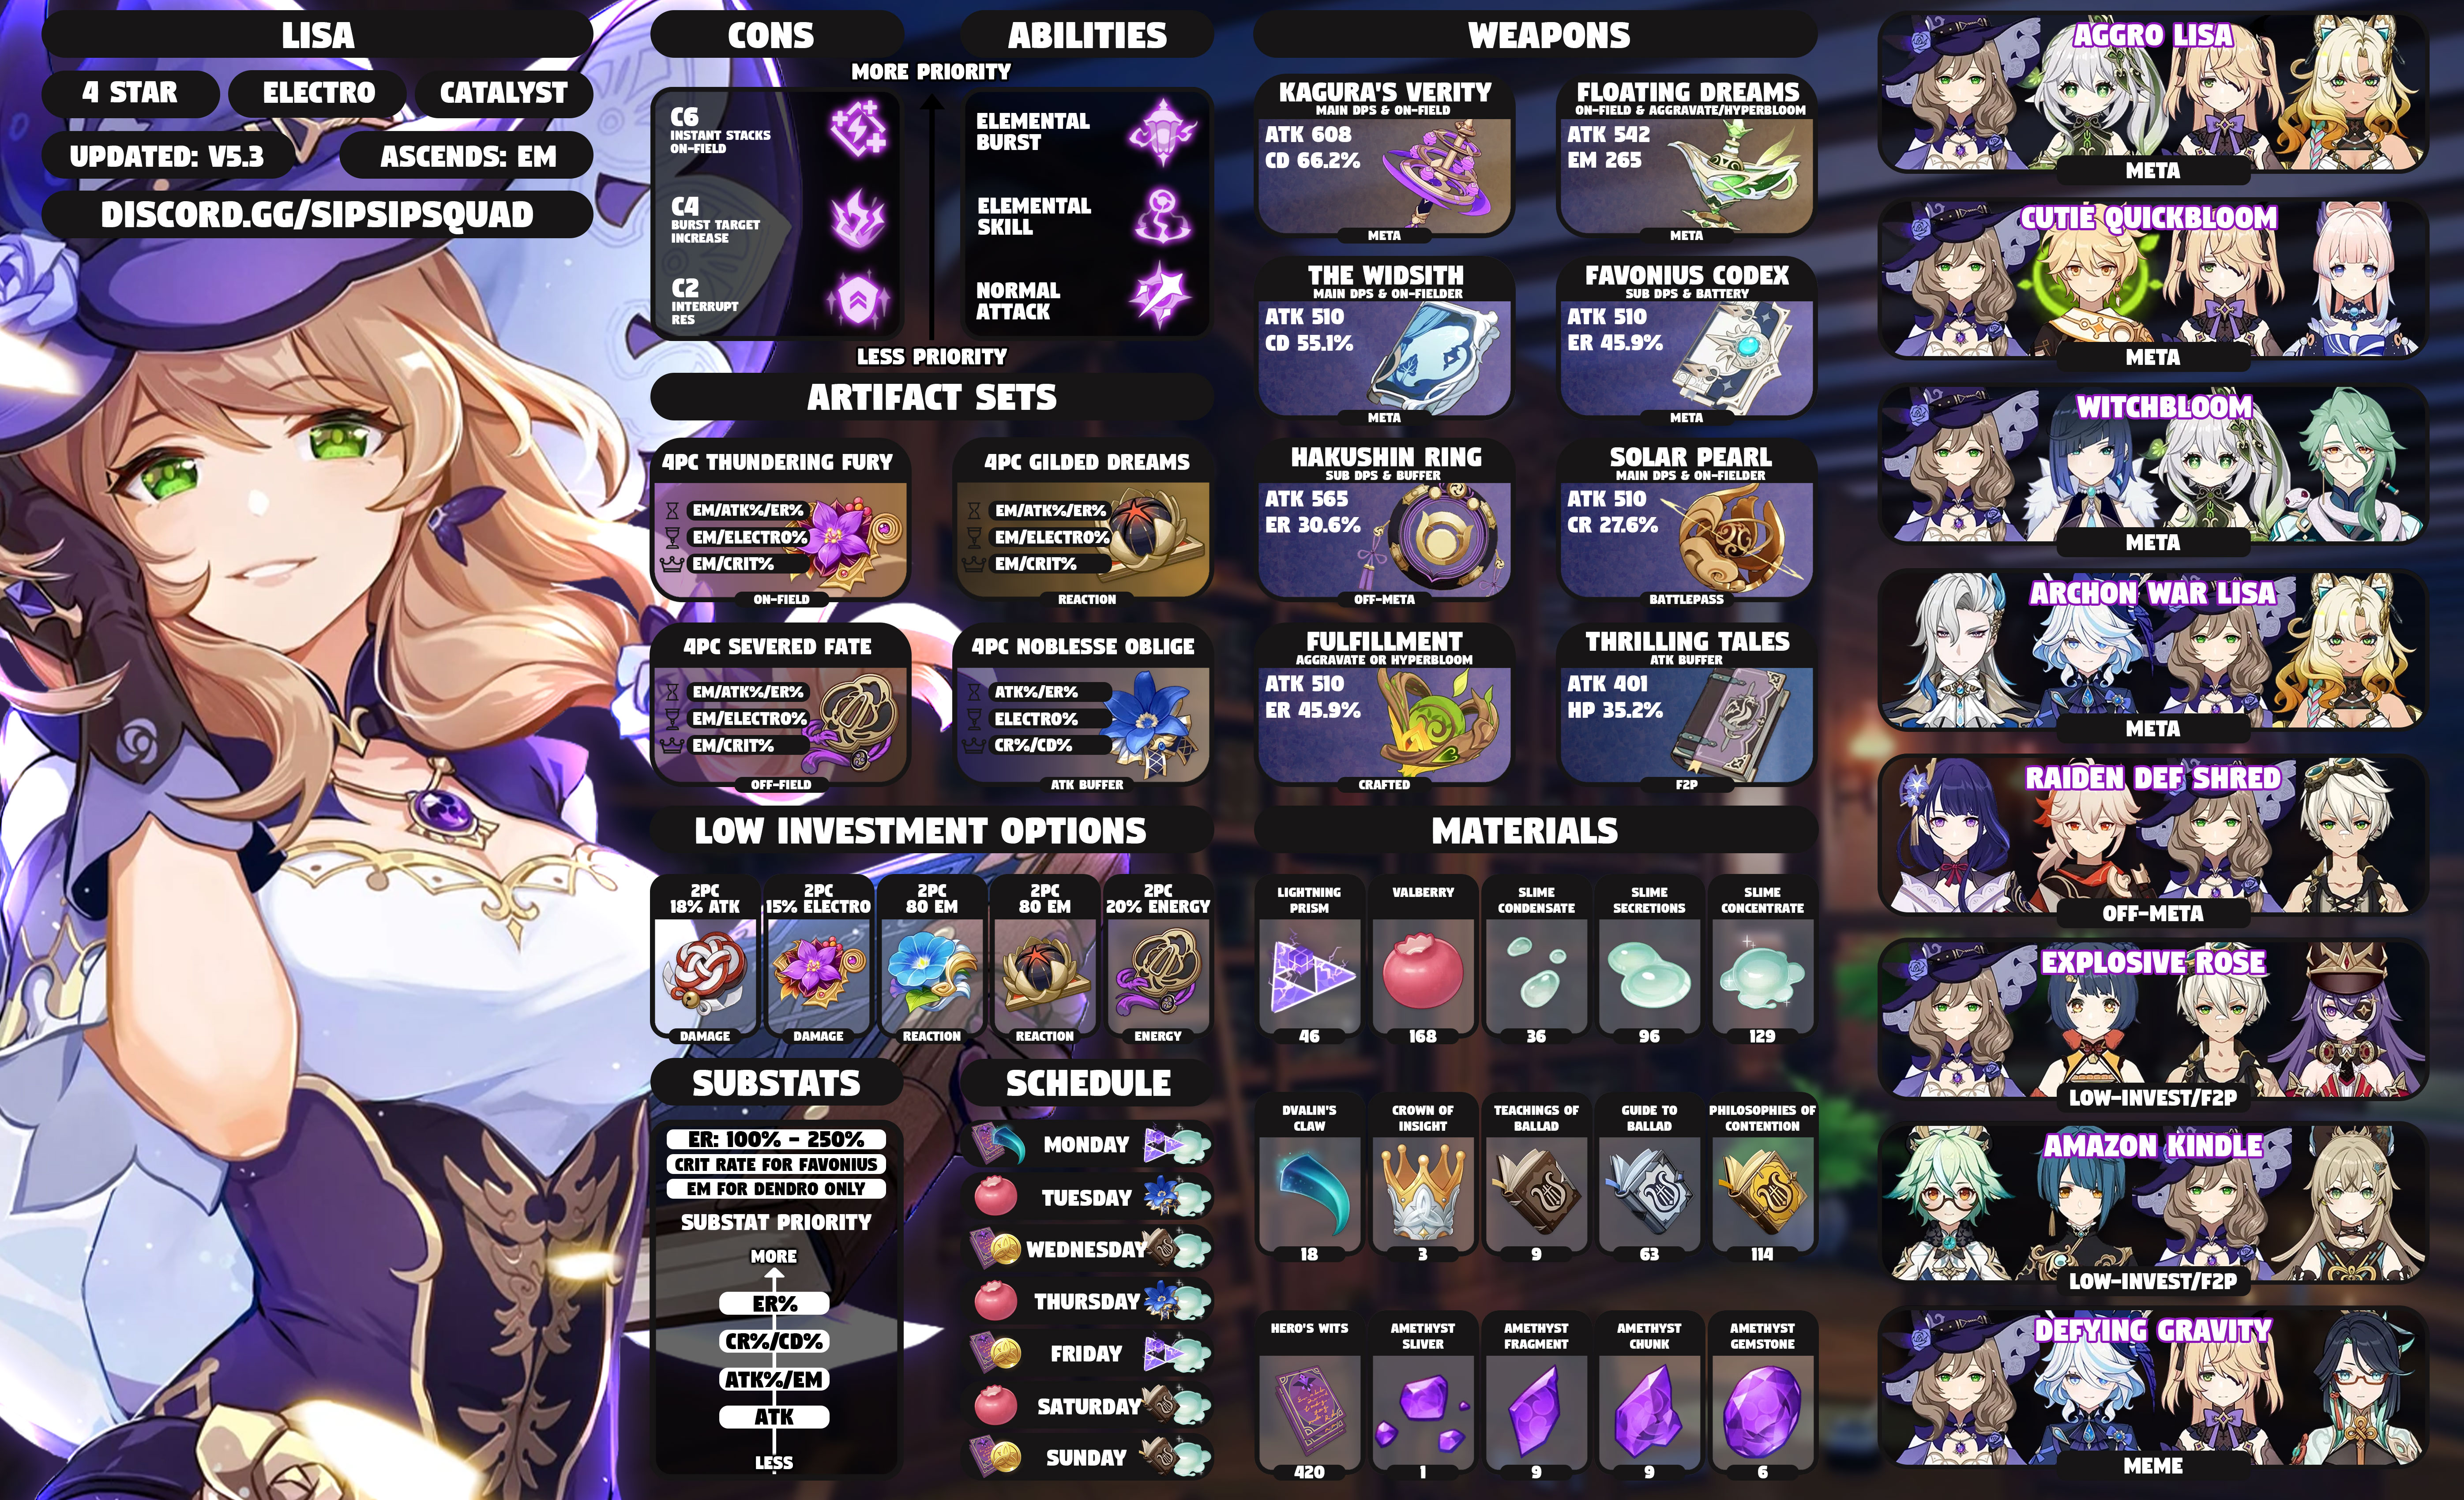 LISA
4 STAR
ELECTRO
CATALYST
UPDATED: V5.3
ASCENDS: EM
DISCORD.GG/SIPSIPSQUAD
CONS
ABILITIES
MORE PRIORITY
C6
INSTANT STACKS
ON-FIELD
C4
BURST TARGET
INCREASE
C2
INTERRUPT
RES
ELEMENTAL
BURST
ELEMENTAL
SKILL
NORMAL
ATTACK
LESS PRIORITY
ARTIFACT SETS
4PC THUNDERING FURY
EM/ATK%/ER%
EM/ELECTRO%
EM/CRIT%
ON-FIELD
4PC GILDED DREAMS
EM/ATK%/ER%
EM/ELECTRO%
EM/CRIT%
REACTION
4PC SEVERED FATE
EM/ATK%/ER%
EM/ELECTRO%
EM/CRIT%
OFF-FIELD
4PC NOBLESSE OBLIGE
ATK%/ER%
ELECTRO%
CR%/CD%
ATK BUFFER
LOW INVESTMENT OPTIONS
2PC
18% ATK
DAMAGE
2PC
15% ELECTRO
DAMAGE
2PC
80 EM
REACTION
2PC
80 EM
REACTION
2PC
20% ENERGY
ENERGY
SUBSTATS
ER: 100% - 250%
CRIT RATE FOR FAVONIUS
EM FOR DENDRO ONLY
SUBSTAT PRIORITY
MORE
ER%
CR%/CD%
ATK%/EM
ATK
LESS
SCHEDULE
MONDAY
TUESDAY
WEDNESDAY
THURSDAY
FRIDAY
SATURDAY
SUNDAY
WEAPONS
KAGURA'S VERITY
MAIN DPS & ON-FIELD
ATK 608
CD 66.2%
META
FLOATING DREAMS
ON-FIELD & AGGRAVATE/HYPERBLOOM
ATK 542
EM 265
META
THE WIDSITH
MAIN DPS & ON-FIELDER
ATK 510
CD 55.1%
META
FAVONIUS CODEX
SUB DPS & BATTERY
ATK 510
ER 45.9%
META
HAKUSHIN RING
SUB DPS & BUFFER
ATK 565
ER 30.6%
OFF-META
SOLAR PEARL
MAIN DPS & ON-FIELDER
ATK 510
CR 27.6%
BATTLEPASS
FULFILLMENT
AGGRAVATE OR HYPERBLOOM
ATK 510
ER 45.9%
CRAFTED
THRILLING TALES
ATK BUFFER
ATK 401
HP 35.2%
F2P
MATERIALS
LIGHTNING
PRISM
46
VALBERRY
168
SLIME
CONDENSATE
36
SLIME
SECRETIONS
96
SLIME
CONCENTRATE
129
DVALIN'S
CLAW
18
CROWN OF
INSIGHT
3
TEACHINGS OF
BALLAD
9
GUIDE TO
BALLAD
63
PHILOSOPHIES OF
CONTENTION
114
HERO'S WITS
420
AMETHYST
SLIVER
1
AMETHYST
FRAGMENT
9
AMETHYST
CHUNK
9
AMETHYST
GEMSTONE
6
AGGRO LISA
META
CUTIE QUICKBLOOM
META
WITCHBLOOM
META
ARCHON WAR LISA
META
RAIDEN DEF SHRED
OFF-META
EXPLOSIVE ROSE
LOW-INVEST/F2P
AMAZON KINDLE
LOW-INVEST/F2P
DEFYING GRAVITY
MEME